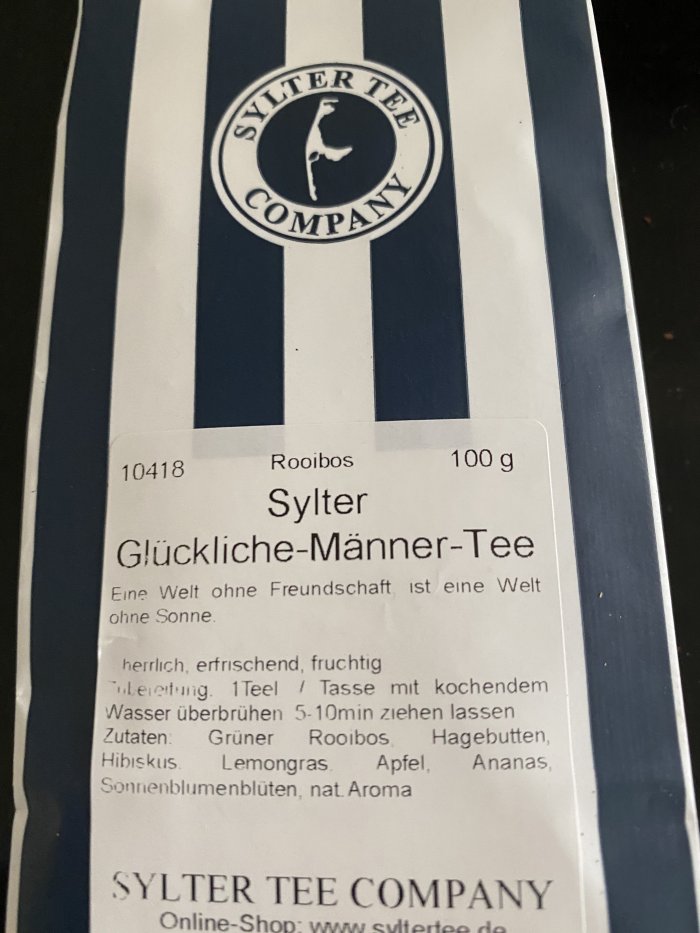 SYLTER TEE
COMPANY
10418 Rooibos 100 g
Sylter
Glückliche-Männer-Tee
Eine Welt ohne Freundschaft ist eine Welt
ohne Sonne.
herrlich, erfrischend, fruchtig
Zubereitung. 1Teel / Tasse mit kochendem
Wasser überbrühen 5-10min ziehen lassen
Zutaten: Grüner Rooibos, Hagebutten,
Hibiskus. Lemongras. Apfel, Ananas,
Sonnenblumenblüten, nat. Aroma
SYLTER TEE COMPANY
Online-Shop: www.syltertee.de